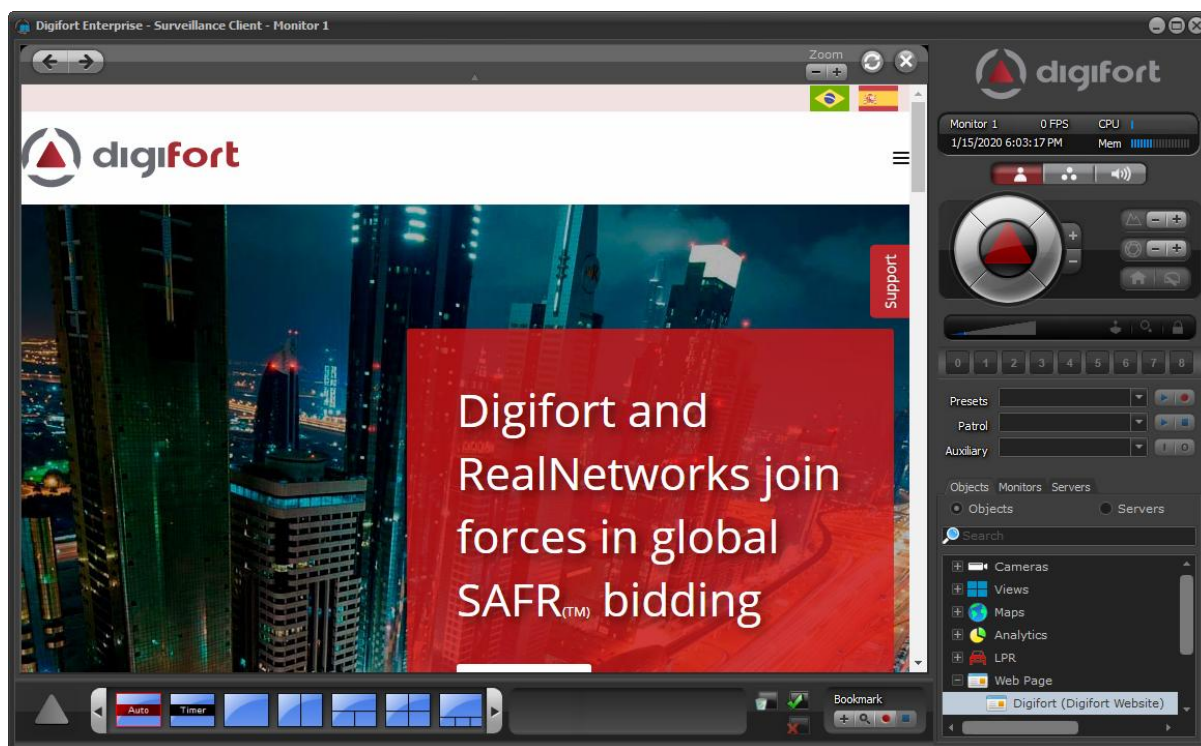 Digifort Enterprise - Surveillance Client - Monitor 1
Zoom
digifort
Support
Digifort and
RealNetworks join
forces in global
SAFR(TM) bidding
Auto
Timer
Bookmark
digifort
Monitor 1 0 FPS CPU
1/15/2020 6:03:17 PM Mem
0 1 2 3 4 5 6 7 8
Presets
Patrol
Auxiliary I O
Objects Monitors Servers
Objects Servers
Search
Cameras
Views
Maps
Analytics
LPR
Web Page
Digifort (Digifort Website)